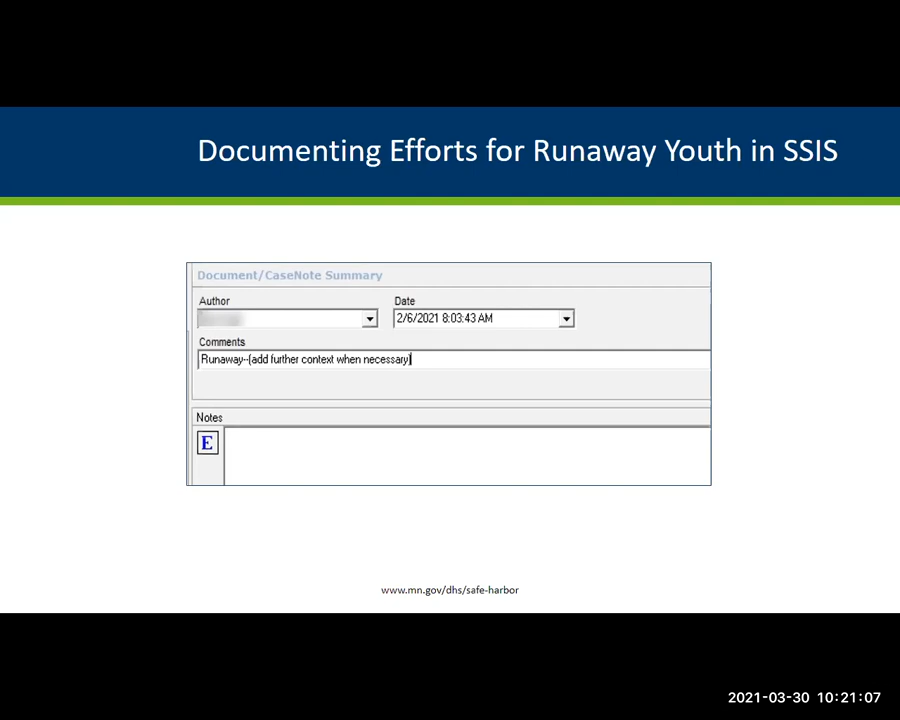 Documenting Efforts for Runaway Youth in SSIS
Document/CaseNote Summary
Author
Date
2/6/2021 8:03:43 AM
Comments
Runaway--(add further context when necessary)
Notes
E
www.mn.gov/dhs/safe-harbor
2021-03-30 10:21:07